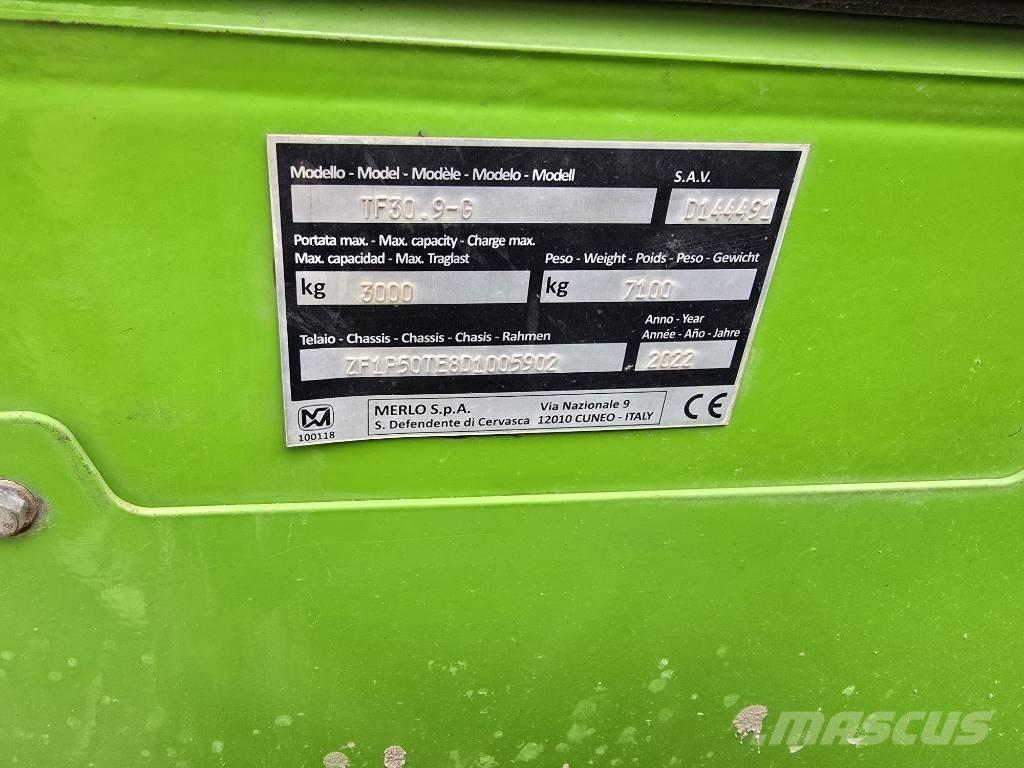 Modello - Model - Modèle - Modelo - Modell
S.A.V.
TF30.9-G
D144491
Portata max. - Max. capacity - Charge max.
Max. capacidad - Max. Traglast
Peso - Weight - Poids - Peso - Gewicht
kg 3000
kg 7100
Telaio - Chassis - Chassis - Chasis - Rahmen
Anno - Year
Année - Año - Jahre
ZF1P50TE8D1005902
2022
100118
MERLO S.p.A. Via Nazionale 9
S. Defendente di Cervasca 12010 CUNEO - ITALY
CE
MASCUS